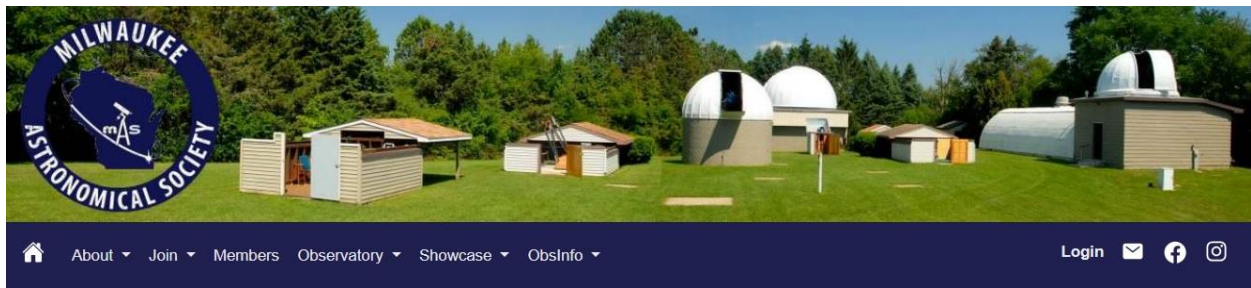 MILWAUKEE
mAs
ASTRONOMICAL SOCIETY
About Join Members Observatory Showcase ObsInfo Login